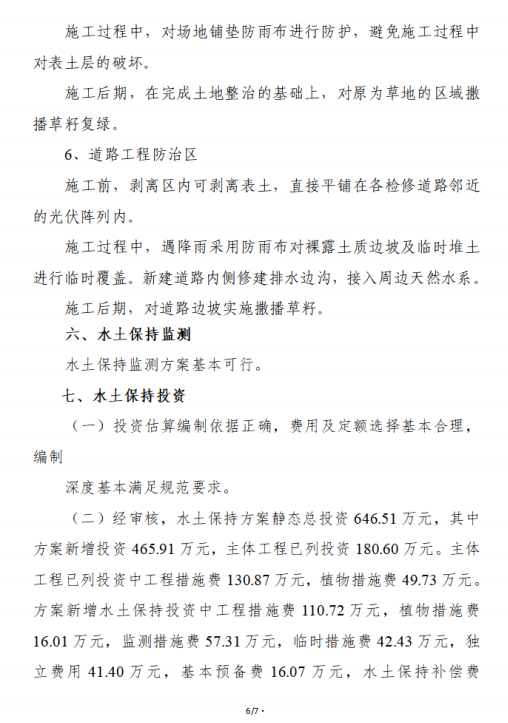 施工过程中，对场地铺垫防雨布进行防护，避免施工过程中
对表土层的破坏。
施工后期，在完成土地整治的基础上，对原为草地的区域撒
播草籽复绿。
6、道路工程防治区
施工前，剥离区内可剥离表土，直接平铺在各检修道路邻近
的光伏阵列内。
施工过程中，遇降雨采用防雨布对裸露土质边坡及临时堆土
进行临时覆盖。新建道路内侧修建排水边沟，接入周边天然水系。
施工后期，对道路边坡实施撒播草籽。
六、水土保持监测
水土保持监测方案基本可行。
七、水土保持投资
（一）投资估算编制依据正确，费用及定额选择基本合理，
编制
深度基本满足规范要求。
（二）经审核，水土保持方案静态总投资 646.51 万元，其中
方案新增投资 465.91 万元，主体工程已列投资 180.60 万元。主体
工程已列投资中工程措施费 130.87 万元，植物措施费 49.73 万元。
方案新增水土保持投资中工程措施费 110.72 万元，植物措施费
16.01 万元，监测措施费 57.31 万元，临时措施费 42.43 万元，独
立费用 41.40 万元，基本预备费 16.07 万元，水土保持补偿费
6/7